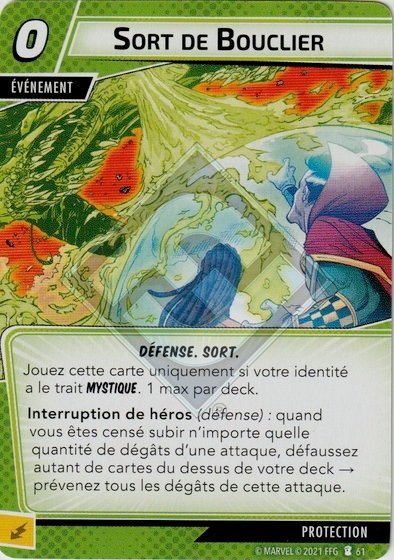 0
SORT DE BOUCLIER
ÉVÉNEMENT
DÉFENSE. SORT.
Jouez cette carte uniquement si votre identité
a le trait MYSTIQUE. 1 max par deck.
Interruption de héros (défense) : quand
vous êtes censé subir n'importe quelle
quantité de dégâts d'une attaque, défaussez
autant de cartes du dessus de votre deck →
prévenez tous les dégâts de cette attaque.
PROTECTION
© MARVEL © 2021 FFG 61